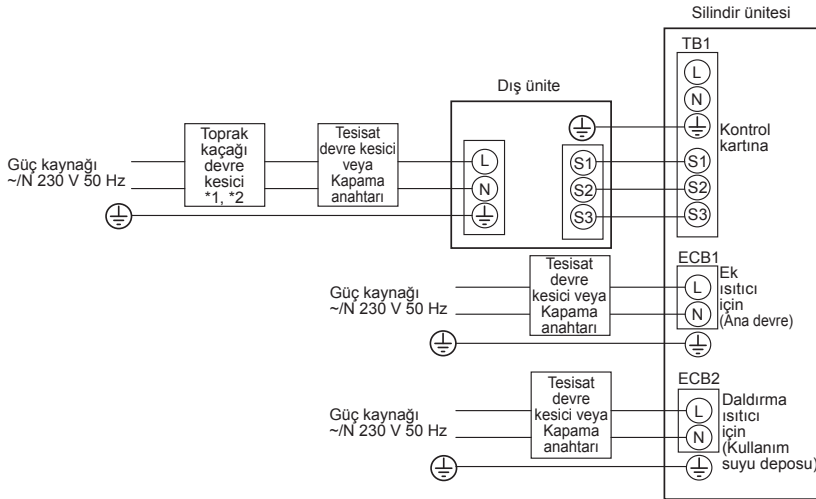 Silindir ünitesi
TB1
L
N
Kontrol
kartına
S1
S2
S3
Dış ünite
L
N
S1
S2
S3
Toprak
kaçağı
devre
kesici
*1, *2
Tesisat
devre kesici
veya
Kapama
anahtarı
Güç kaynağı
~/N 230 V 50 Hz
ECB1
L
N
Ek
ısıtıcı
için
(Ana devre)
Tesisat
devre
kesici veya
Kapama
anahtarı
Güç kaynağı
~/N 230 V 50 Hz
ECB2
L
N
Daldırma
ısıtıcı
için
(Kullanım
suyu deposu)
Tesisat
devre
kesici veya
Kapama
anahtarı
Güç kaynağı
~/N 230 V 50 Hz